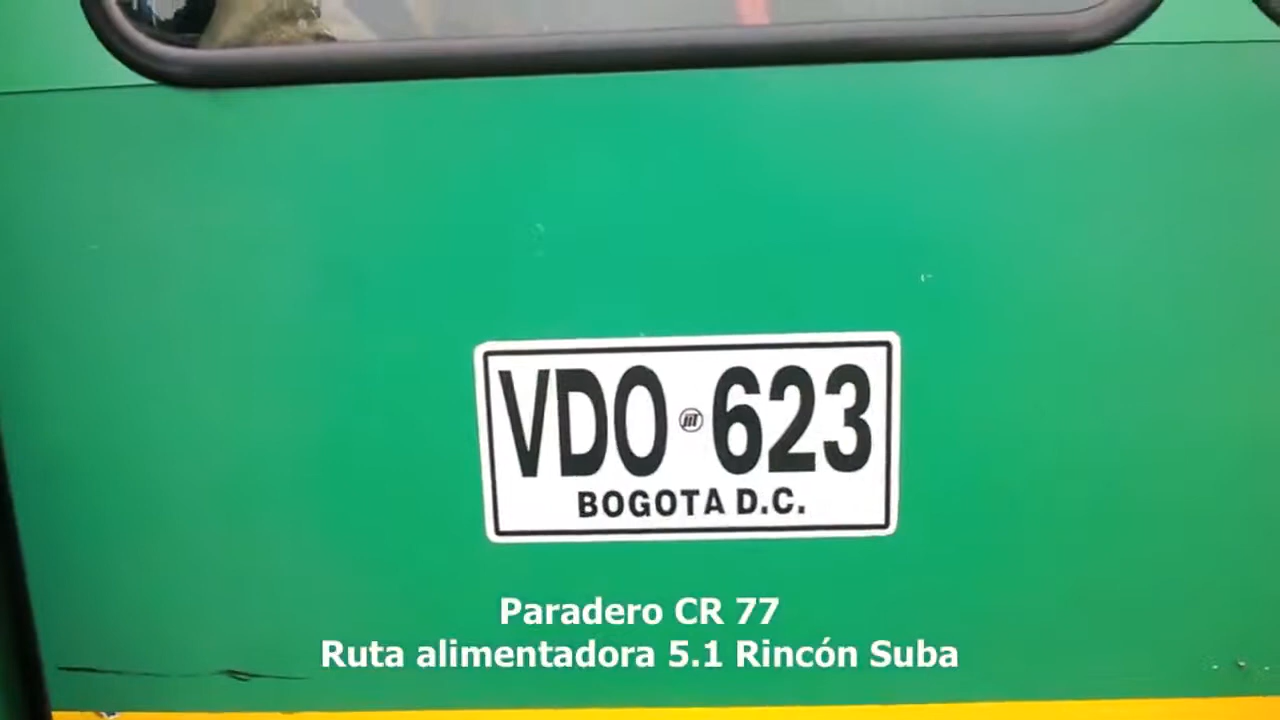 VDO 623
BOGOTA D.C.
Paradero CR 77
Ruta alimentadora 5.1 Rincón Suba